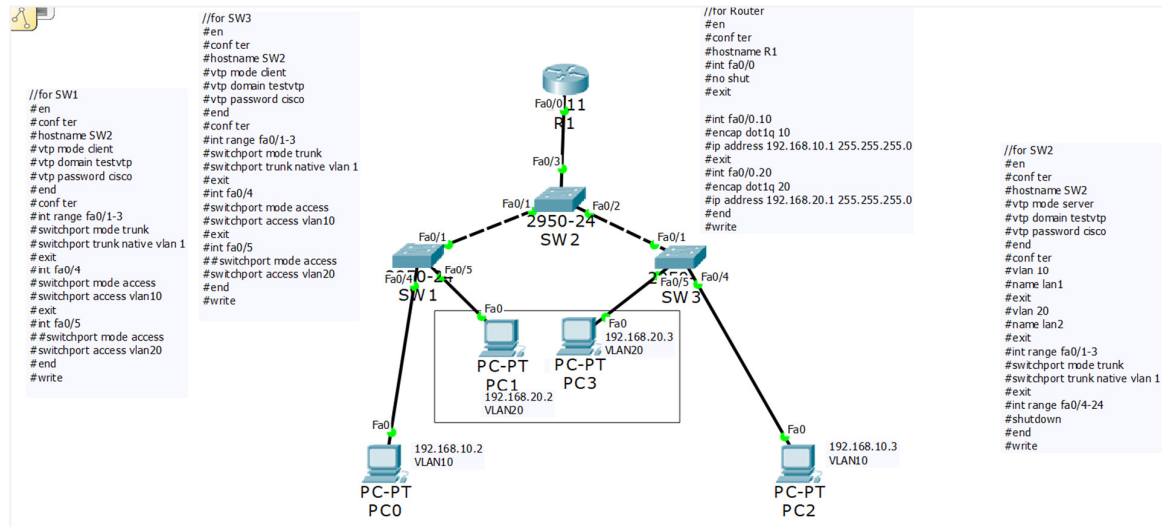 //for SW1
#en
#conf ter
#hostname SW2
#vtp mode client
#vtp domain testvtp
#vtp password cisco
#end
#conf ter
#int range fa0/1-3
#switchport mode trunk
#switchport trunk native vlan 1
#exit
#int fa0/4
#switchport mode access
#switchport access vlan10
#exit
#int fa0/5
##switchport mode access
#switchport access vlan20
#end
#write
//for SW3
#en
#conf ter
#hostname SW2
#vtp mode client
#vtp domain testvtp
#vtp password cisco
#end
#conf ter
#int range fa0/1-3
#switchport mode trunk
#switchport trunk native vlan 1
#exit
#int fa0/4
#switchport mode access
#switchport access vlan10
#exit
#int fa0/5
##switchport mode access
#switchport access vlan20
#end
#write
Fa0/0
11
R1
Fa0/3
Fa0/1
Fa0/2
2950-24
SW2
Fa0/1
Fa0/4
Fa0/5
SW1
Fa0/1
Fa0/5
Fa0/4
SW3
Fa0
PC-PT
PC1
192.168.20.2
VLAN20
Fa0
192.168.20.3
VLAN20
PC-PT
PC3
Fa0
192.168.10.2
VLAN10
PC-PT
PC0
Fa0
192.168.10.3
VLAN10
PC-PT
PC2
//for Router
#en
#conf ter
#hostname R1
#int fa0/0
#no shut
#exit
#int fa0/0.10
#encap dot1q 10
#ip address 192.168.10.1 255.255.255.0
#exit
#int fa0/0.20
#encap dot1q 20
#ip address 192.168.20.1 255.255.255.0
#end
#write
//for SW2
#en
#conf ter
#hostname SW2
#vtp mode server
#vtp domain testvtp
#vtp password cisco
#end
#conf ter
#vlan 10
#name lan1
#exit
#vlan 20
#name lan2
#exit
#int range fa0/1-3
#switchport mode trunk
#switchport trunk native vlan 1
#exit
#int range fa0/4-24
#shutdown
#end
#write